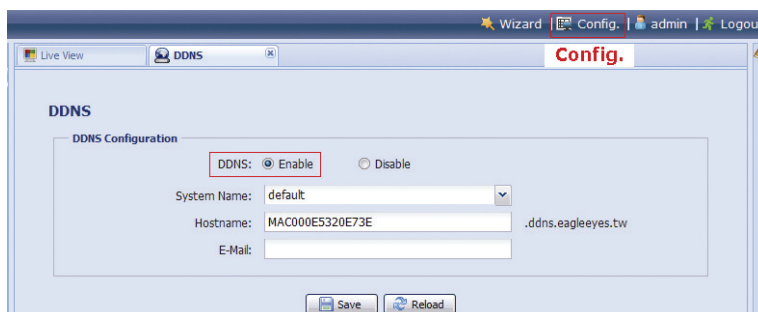 Wizard | Config. | admin | Logou
Live View DDNS Config.
DDNS
DDNS Configuration
DDNS: Enable Disable
System Name: default
Hostname: MAC000E5320E73E .ddns.eagleeyes.tw
E-Mail:
Save Reload